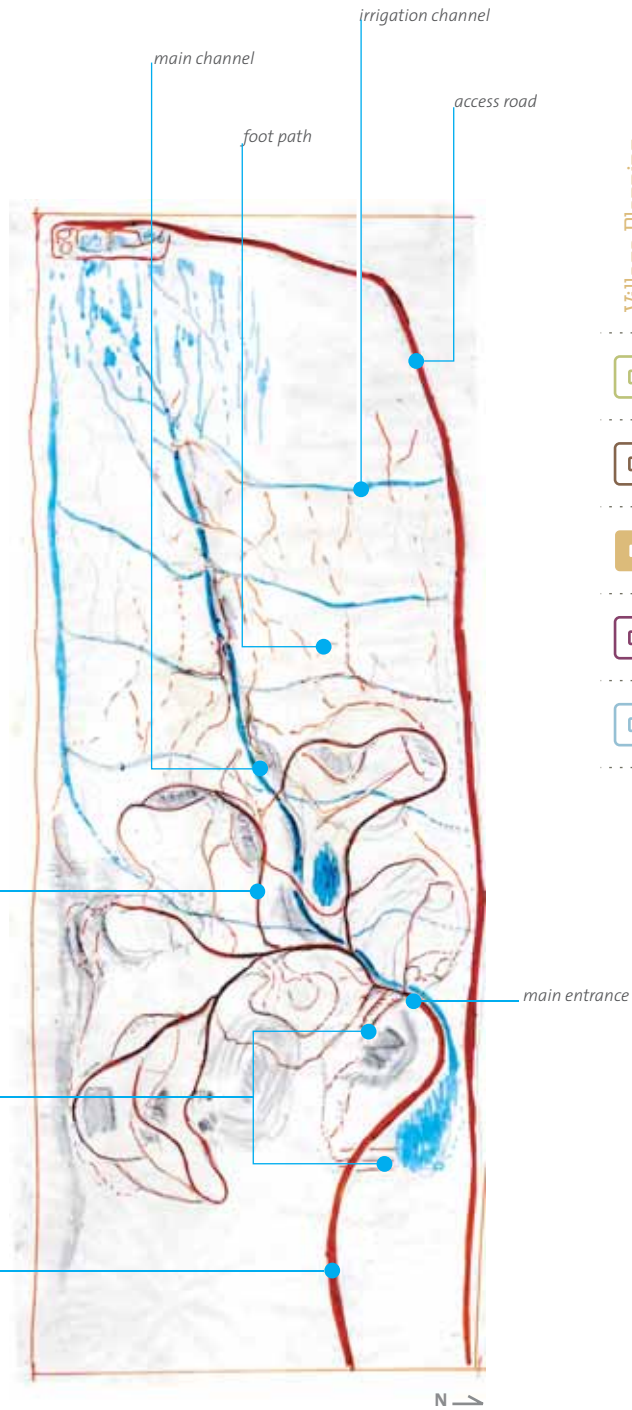 irrigation channel
main channel
access road
foot path
main entrance
N